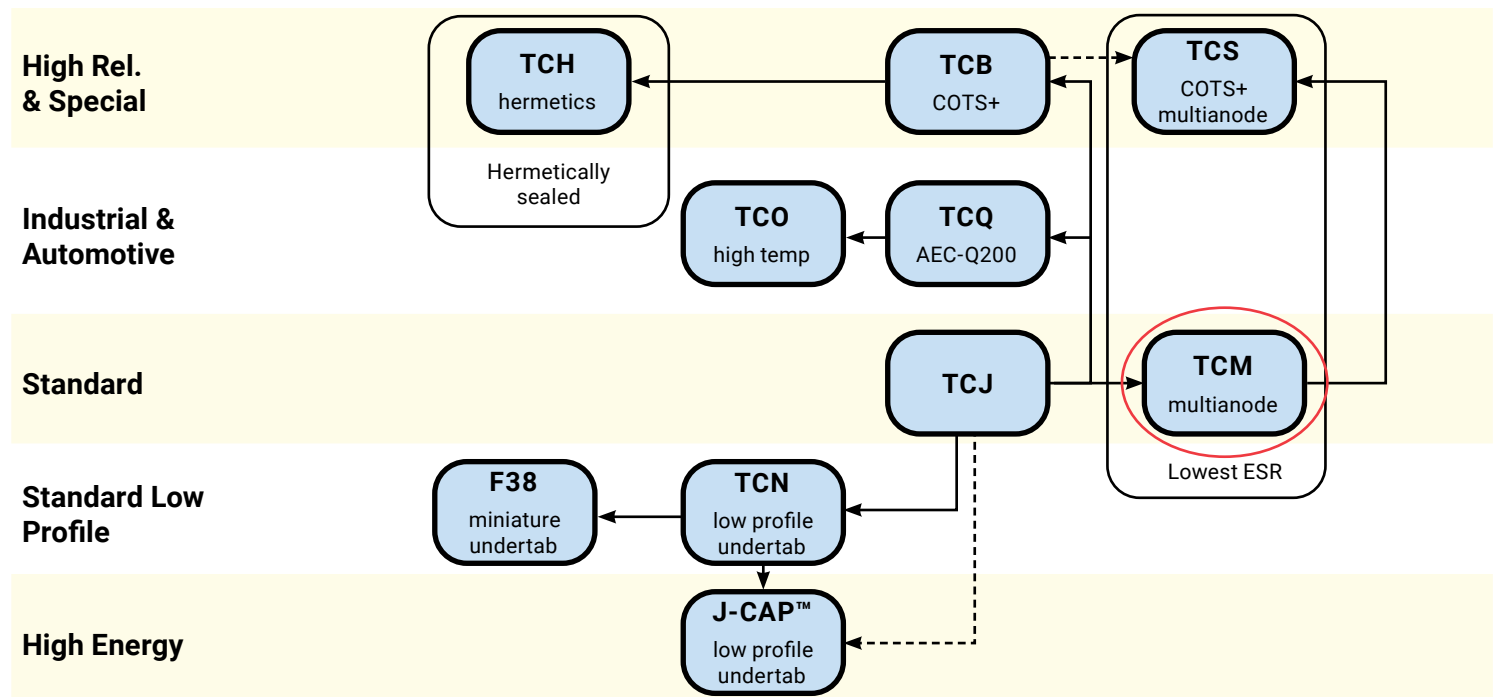 High Rel.
& Special
TCH
hermetics
Hermetically
sealed
TCB
COTS+
TCS
COTS+
multianode
Industrial &
Automotive
TCO
high temp
TCQ
AEC-Q200
Standard
TCJ
TCM
multianode
Lowest ESR
Standard Low
Profile
F38
miniature
undertab
TCN
low profile
undertab
High Energy
J-CAP™
low profile
undertab